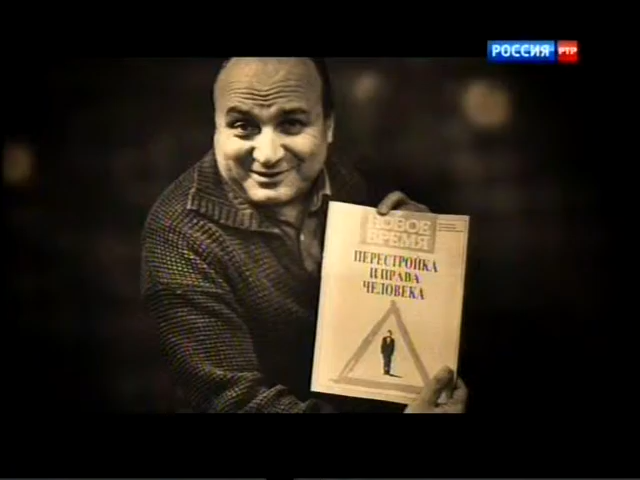 РОССИЯ РТР
НОВОЕ
ВРЕМЯ
ПЕРЕСТРОЙКА
И ПРАВА
ЧЕЛОВЕКА